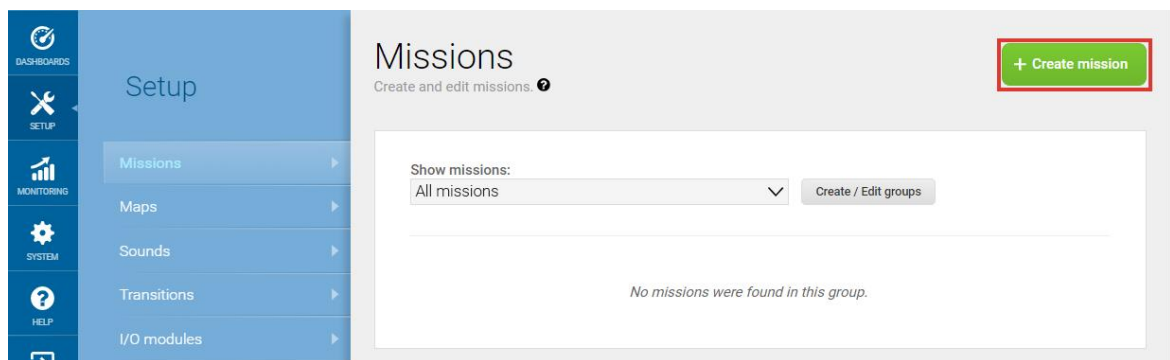 DASHBOARDS
SETUP
MONITORING
SYSTEM
HELP
Setup
Missions
Maps
Sounds
Transitions
I/O modules
Missions
Create and edit missions.
+ Create mission
Show missions:
All missions
Create / Edit groups
No missions were found in this group.